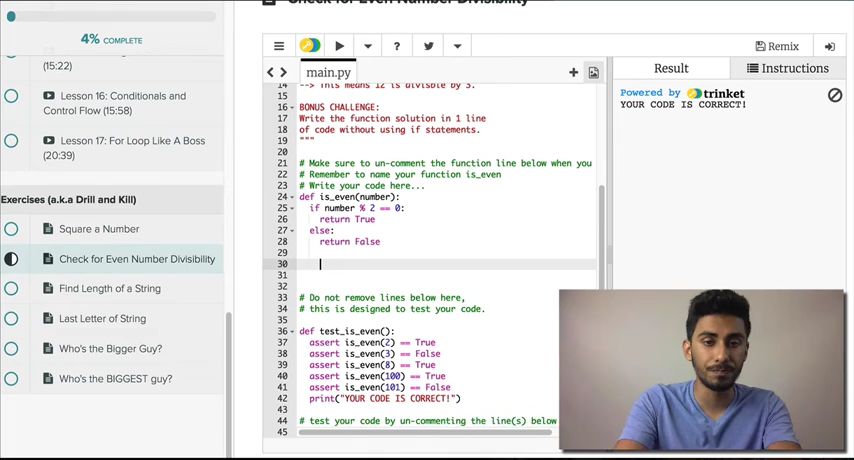 Check for Even Number Divisibility
4% COMPLETE
(15:22)
Lesson 16: Conditionals and
Control Flow (15:58)
Lesson 17: For Loop Like A Boss
(20:39)
Exercises (a.k.a Drill and Kill)
Square a Number
Check for Even Number Divisibility
Find Length of a String
Last Letter of String
Who's the Bigger Guy?
Who's the BIGGEST guy?
Remix
main.py
14 --> This means 12 is divisble by 3.
15
16 BONUS CHALLENGE:
17 Write the function solution in 1 line
18 of code without using if statements.
19 """
20
21 # Make sure to un-comment the function line below when you
22 # Remember to name your function is_even
23 # Write your code here...
24 def is_even(number):
25 if number % 2 == 0:
26 return True
27 else:
28 return False
29
30
31
32
33 # Do not remove lines below here,
34 # this is designed to test your code.
35
36 def test_is_even():
37 assert is_even(2) == True
38 assert is_even(3) == False
39 assert is_even(8) == True
40 assert is_even(100) == True
41 assert is_even(101) == False
42 print("YOUR CODE IS CORRECT!")
43
44 # test your code by un-commenting the line(s) below
45
Result
Instructions
Powered by trinket
YOUR CODE IS CORRECT!